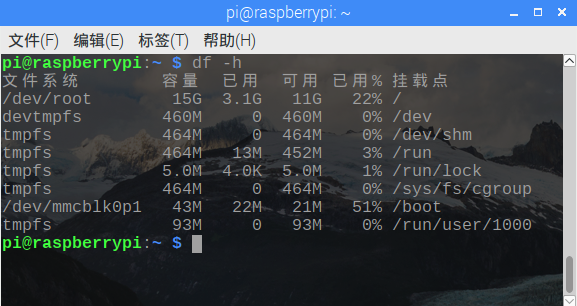 pi@raspberrypi: ~
文件(F) 编辑(E) 标签(T) 帮助(H)
pi@raspberrypi:~ $ df -h
文件系统 容量 已用 可用 已用% 挂载点
/dev/root 15G 3.1G 11G 22% /
devtmpfs 460M 0 460M 0% /dev
tmpfs 464M 0 464M 0% /dev/shm
tmpfs 464M 13M 452M 3% /run
tmpfs 5.0M 4.0K 5.0M 1% /run/lock
tmpfs 464M 0 464M 0% /sys/fs/cgroup
/dev/mmcblk0p1 43M 22M 21M 51% /boot
tmpfs 93M 0 93M 0% /run/user/1000
pi@raspberrypi:~ $